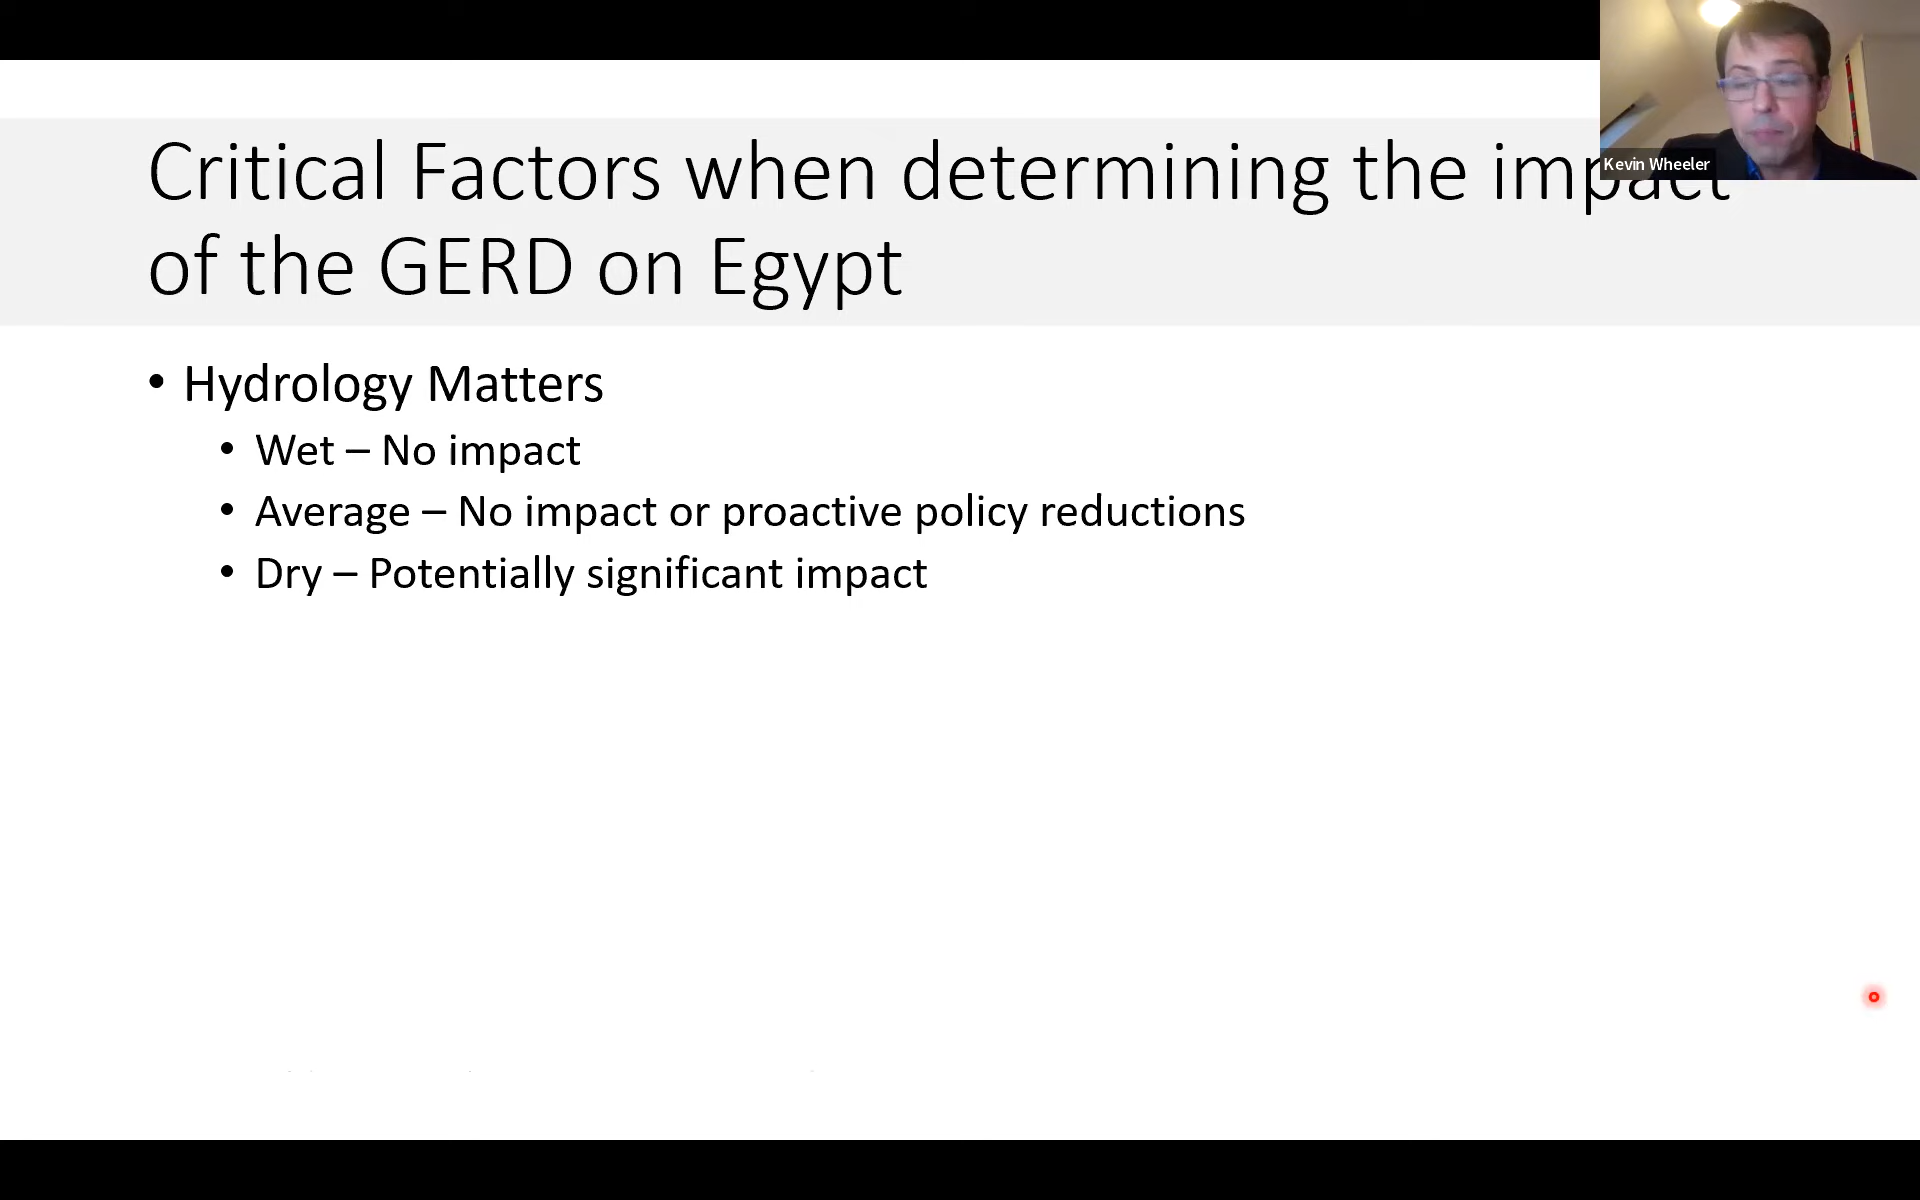 Critical Factors when determining the impact
of the GERD on Egypt
• Hydrology Matters
• Wet – No impact
• Average – No impact or proactive policy reductions
• Dry – Potentially significant impact
Kevin Wheeler